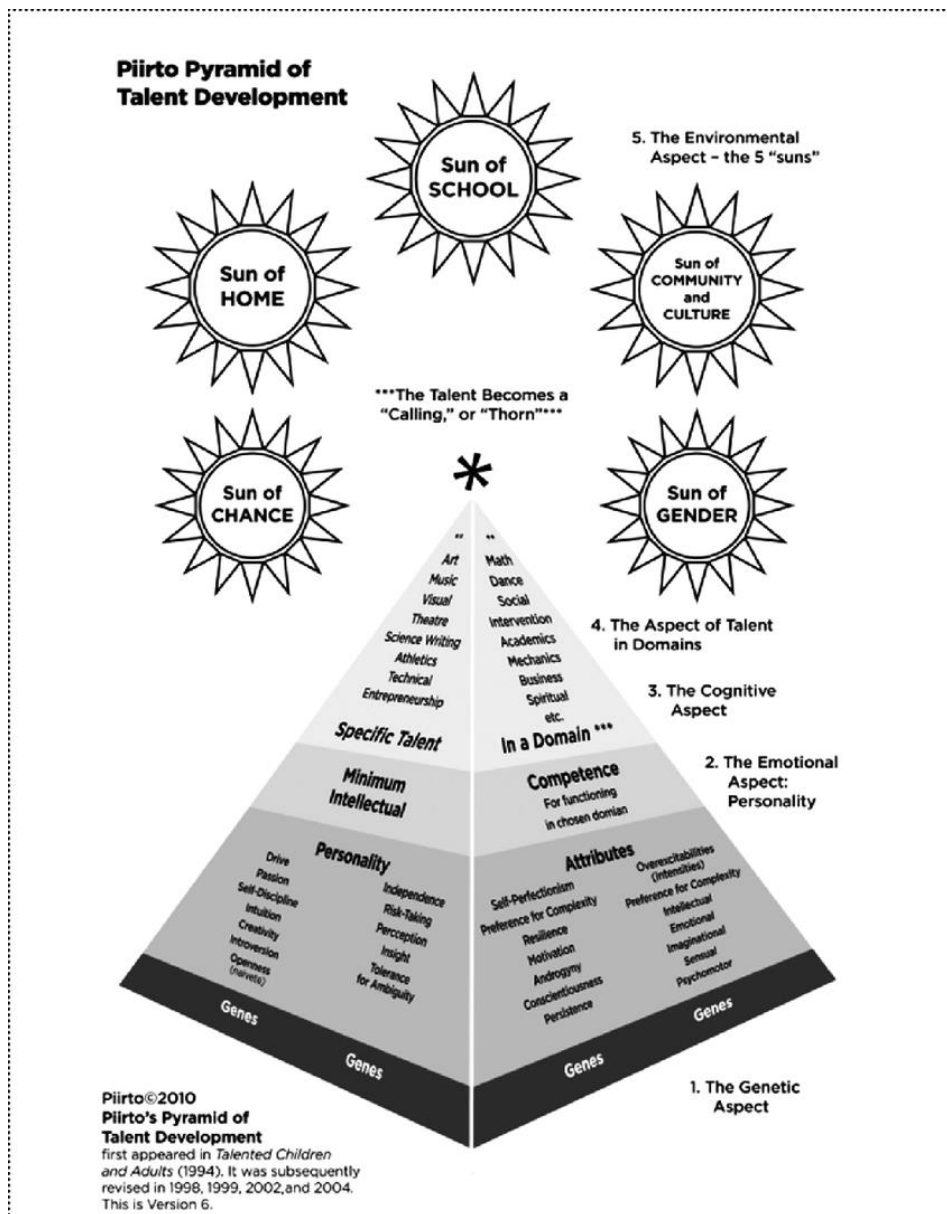 Piirto Pyramid of
Talent Development
Sun of
SCHOOL
5. The Environmental
Aspect – the 5 “suns”
Sun of
HOME
Sun of
COMMUNITY
and
CULTURE
***The Talent Becomes a
“Calling,” or “Thorn”***
*
Sun of
CHANCE
Sun of
GENDER
**
Art
Music
Visual
Theatre
Science Writing
Athletics
Technical
Entrepreneurship
Specific Talent
**
Math
Dance
Social
Intervention
Academics
Mechanics
Business
Spiritual
etc.
In a Domain ***
4. The Aspect of Talent
in Domains
3. The Cognitive
Aspect
2. The Emotional
Aspect:
Personality
Minimum
Intellectual
Competence
For functioning
in chosen domian
Personality
Drive
Passion
Self-Discipline
Intuition
Creativity
Introversion
Openness
(naivete)
Independence
Risk-Taking
Percception
Insight
Tolerance
for Ambiguity
Attributes
Self-Perfectionism
Preference for Complexity
Resilience
Motivation
Androgyny
Conscientiousness
Persistence
Overexcitabilities
(intensities)
Preference for Complexity
Intellectual
Emotional
Imaginational
Sensual
Psychomotor
Genes
Genes
Genes
Genes
1. The Genetic
Aspect
Piirto©2010
Piirto’s Pyramid of
Talent Development
first appeared in Talented Children
and Adults (1994). It was subsequently
revised in 1998, 1999, 2002,and 2004.
This is Version 6.